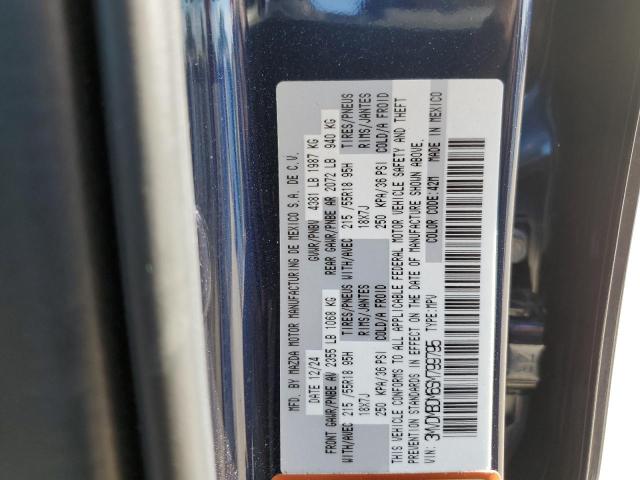 MFD. BY MAZDA MOTOR MANUFACTURING DE MEXICO S.A. DE C.V.
DATE 12/24 GVWR/PNBV 4381 LB 1987 KG
FRONT GAWR/PNBE AV 2355 LB 1068 KG REAR GAWR/PNBE AR 2072 LB 940 KG
WITH/AVEC 215 /55R18 95H TIRES/PNEUS WITH/AVEC 215 /55R18 95H TIRES/PNEUS
18X7J RIMS/JANTES 18X7J RIMS/JANTES
250 KPA/36 PSI COLD/A FROID 250 KPA/36 PSI COLD/A FROID
THIS VEHICLE CONFORMS TO ALL APPLICABLE FEDERAL MOTOR VEHICLE SAFETY AND THEFT
PREVENTION STANDARDS IN EFFECT ON THE DATE OF MANUFACTURE SHOWN ABOVE.
VIN: TYPE:MPV COLOR CODE:42M MADE IN MEXICO